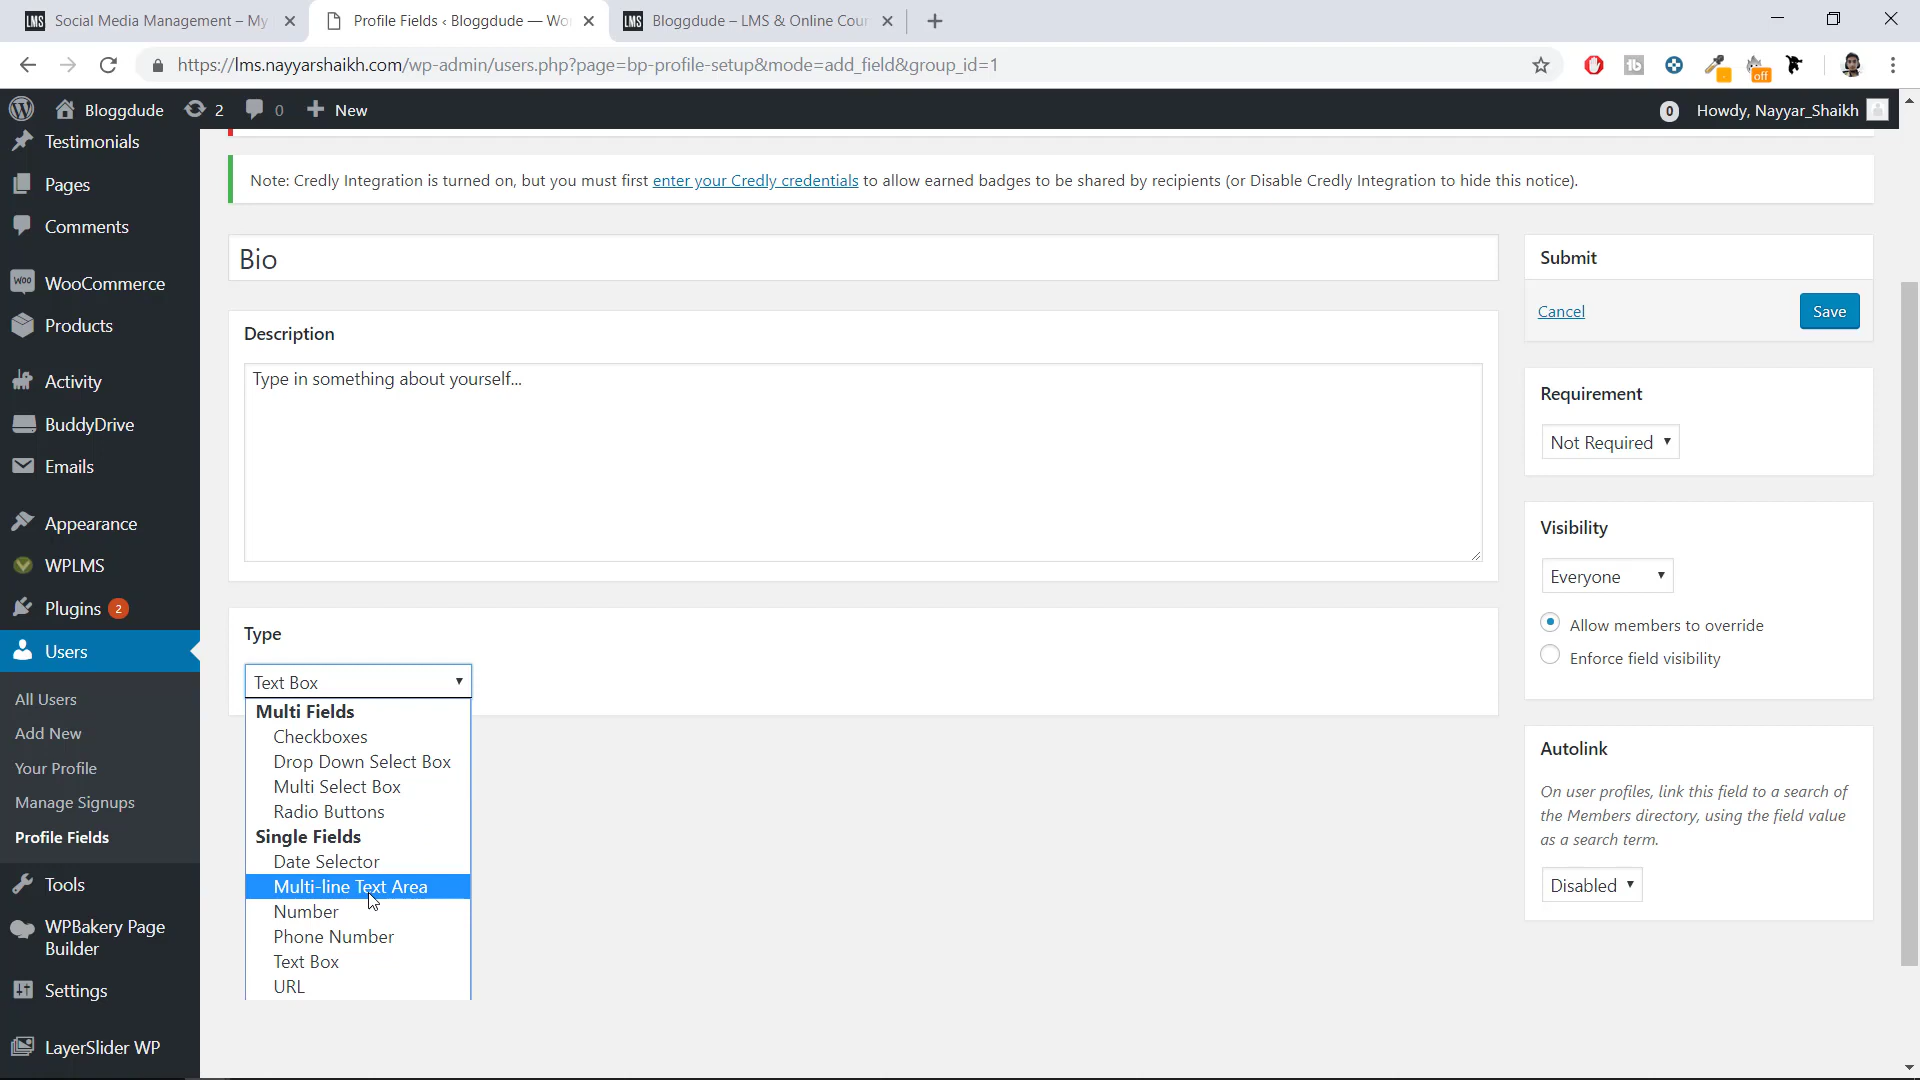 Social Media Management – My
Profile Fields ‹ Bloggdude — Wo
Bloggdude – LMS & Online Cour
https://lms.nayyarshaikh.com/wp-admin/users.php?page=bp-profile-setup&mode=add_field&group_id=1
off
Bloggdude
2
0
New
0
Howdy, Nayyar_Shaikh
Testimonials
Pages
Comments
WooCommerce
Products
Activity
BuddyDrive
Emails
Appearance
WPLMS
Plugins 2
Users
All Users
Add New
Your Profile
Manage Signups
Profile Fields
Tools
WPBakery Page
Builder
Settings
LayerSlider WP
Note: Credly Integration is turned on, but you must first enter your Credly credentials to allow earned badges to be shared by recipients (or Disable Credly Integration to hide this notice).
Bio
Description
Type in something about yourself...
Type
Text Box
Multi Fields
Checkboxes
Drop Down Select Box
Multi Select Box
Radio Buttons
Single Fields
Date Selector
Multi-line Text Area
Number
Phone Number
Text Box
URL
Submit
Cancel
Save
Requirement
Not Required
Visibility
Everyone
Allow members to override
Enforce field visibility
Autolink
On user profiles, link this field to a search of
the Members directory, using the field value
as a search term.
Disabled